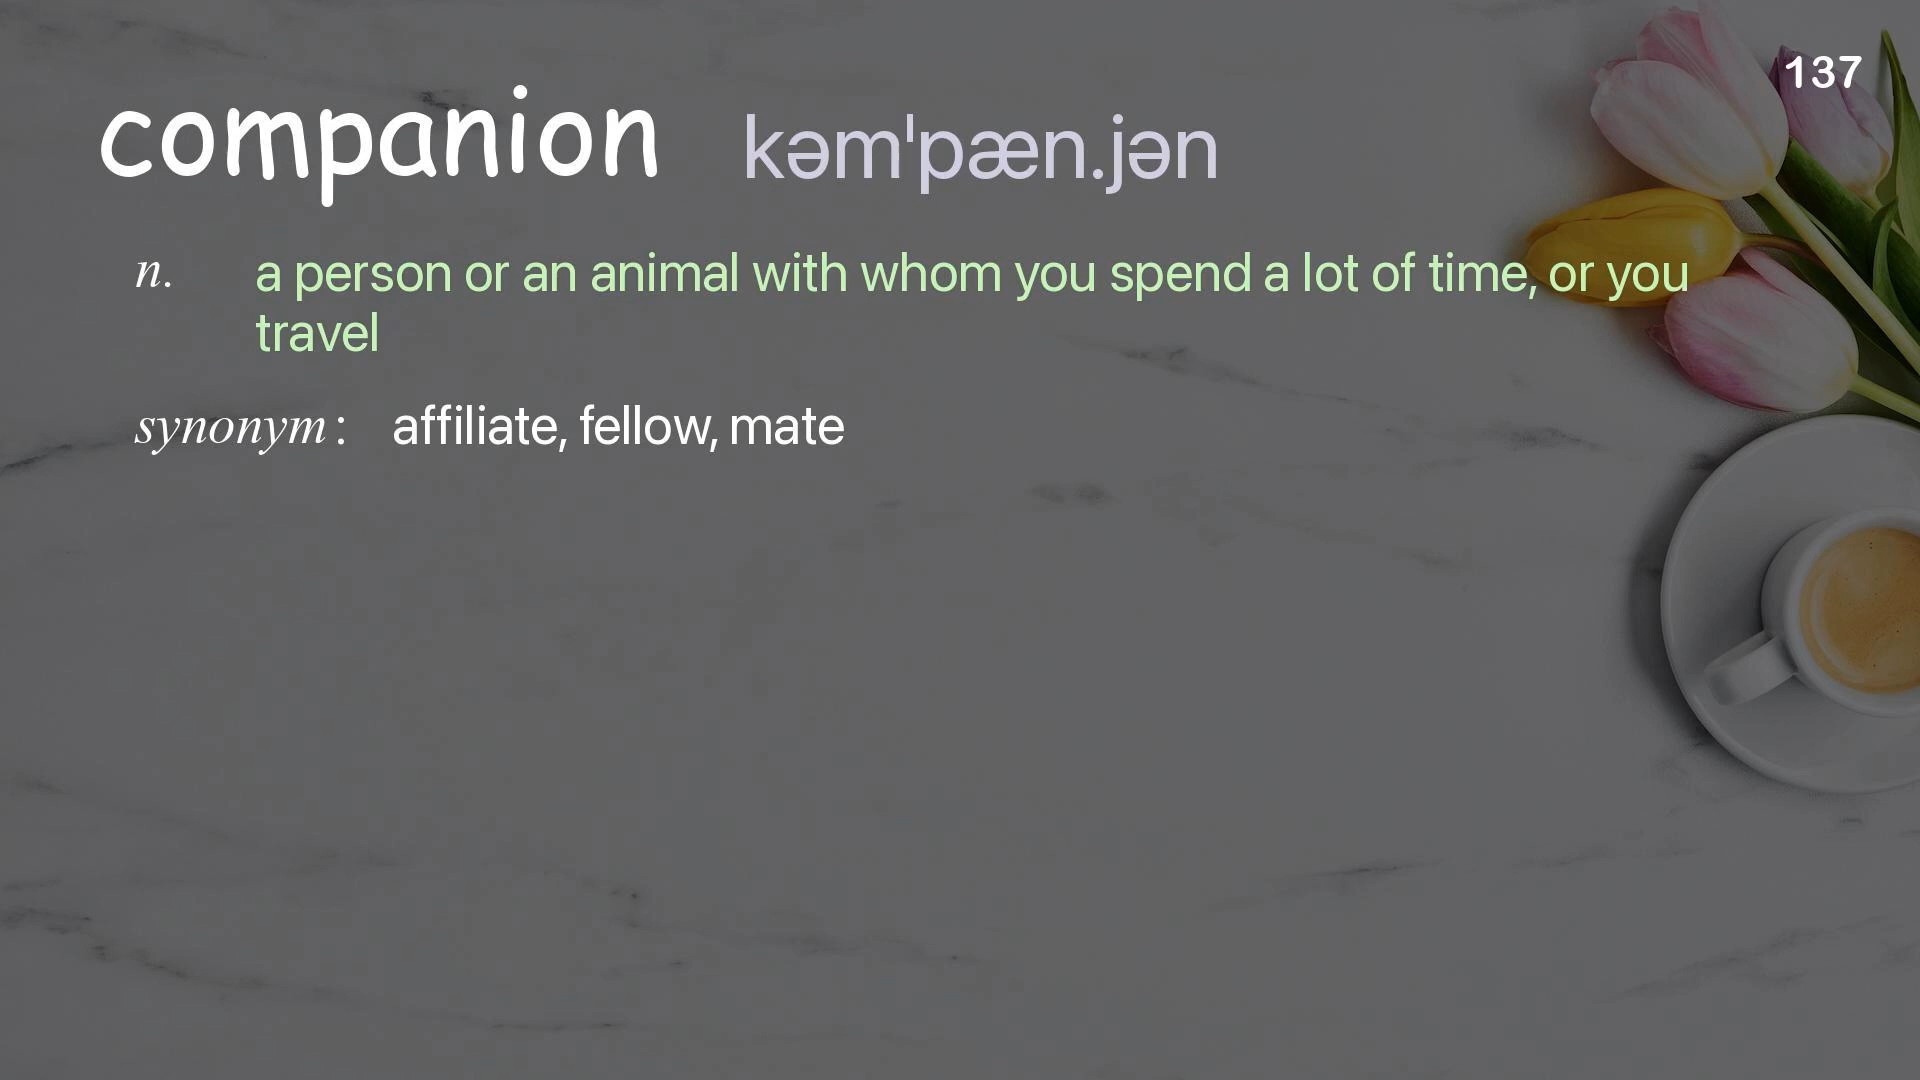 137
companion kəmˈpæn.jən
n. a person or an animal with whom you spend a lot of time, or you
travel
synonym: affiliate, fellow, mate